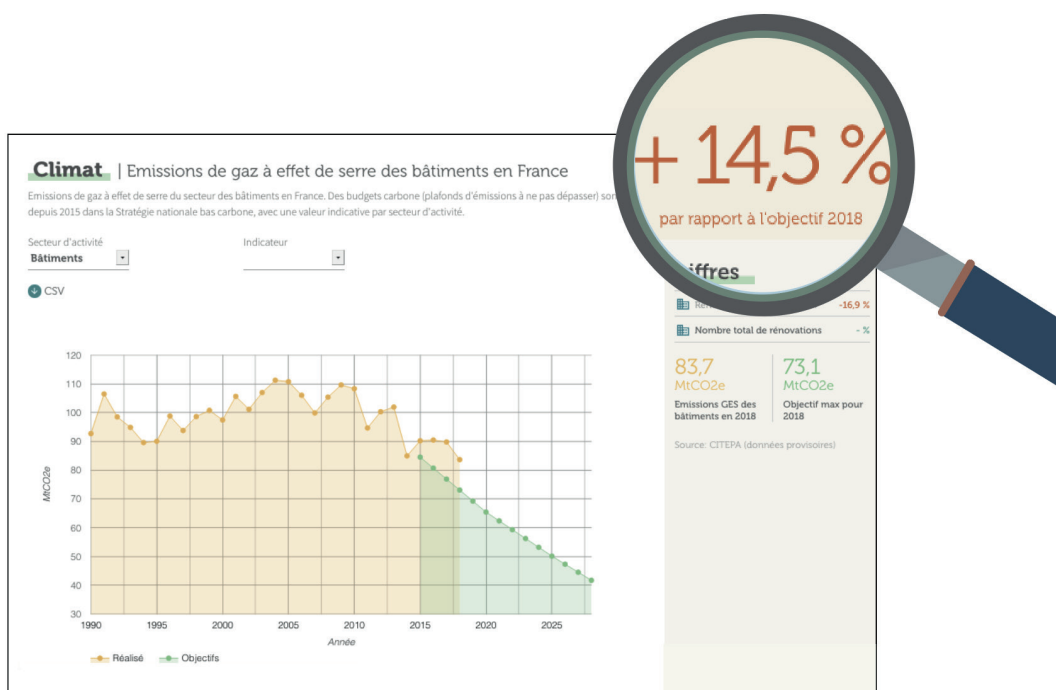 + 14,5 %
par rapport à l'objectif 2018
Climat | Emissions de gaz à effet de serre des bâtiments en France
Emissions de gaz à effet de serre du secteur des bâtiments en France. Des budgets carbone (plafonds d'émissions à ne pas dépasser)
depuis 2015 dans la Stratégie nationale bas carbone, avec une valeur indicative par secteur d'activité.
Secteur d'activité
Bâtiments
Indicateur
CSV
120
110
100
90
80
70
60
50
40
30
MtCO2e
1990
1995
2000
2005
2010
2015
2020
2025
Année
Réalisé
Objectifs
iffres
-16,9 %
Nombre total de rénovations - %
83,7
MtCO2e
Emissions GES des
bâtiments en 2018
73,1
MtCO2e
Objectif max pour
2018
Source: CITEPA (données provisoires)